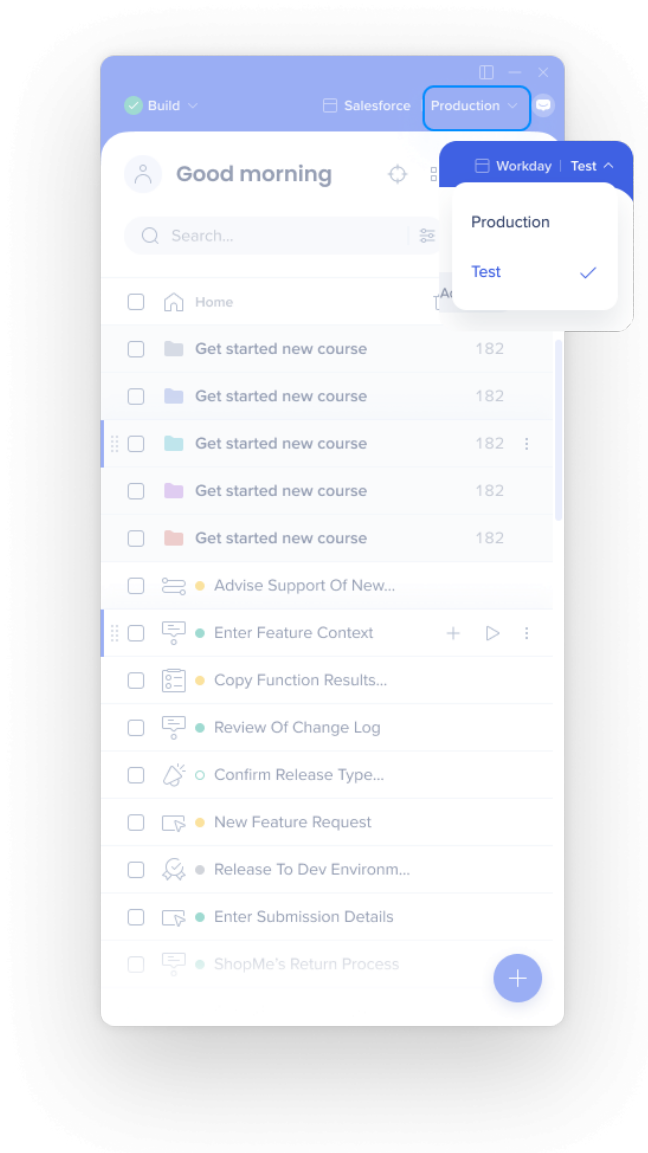 Build
Salesforce
Production
Good morning
Workday | Test
Production
Test
Search...
Home
Get started new course 182
Get started new course 182
Get started new course 182
Get started new course 182
Get started new course 182
Advise Support Of New...
Enter Feature Context
Copy Function Results...
Review Of Change Log
Confirm Release Type...
New Feature Request
Release To Dev Environm...
Enter Submission Details
ShopMe's Return Process